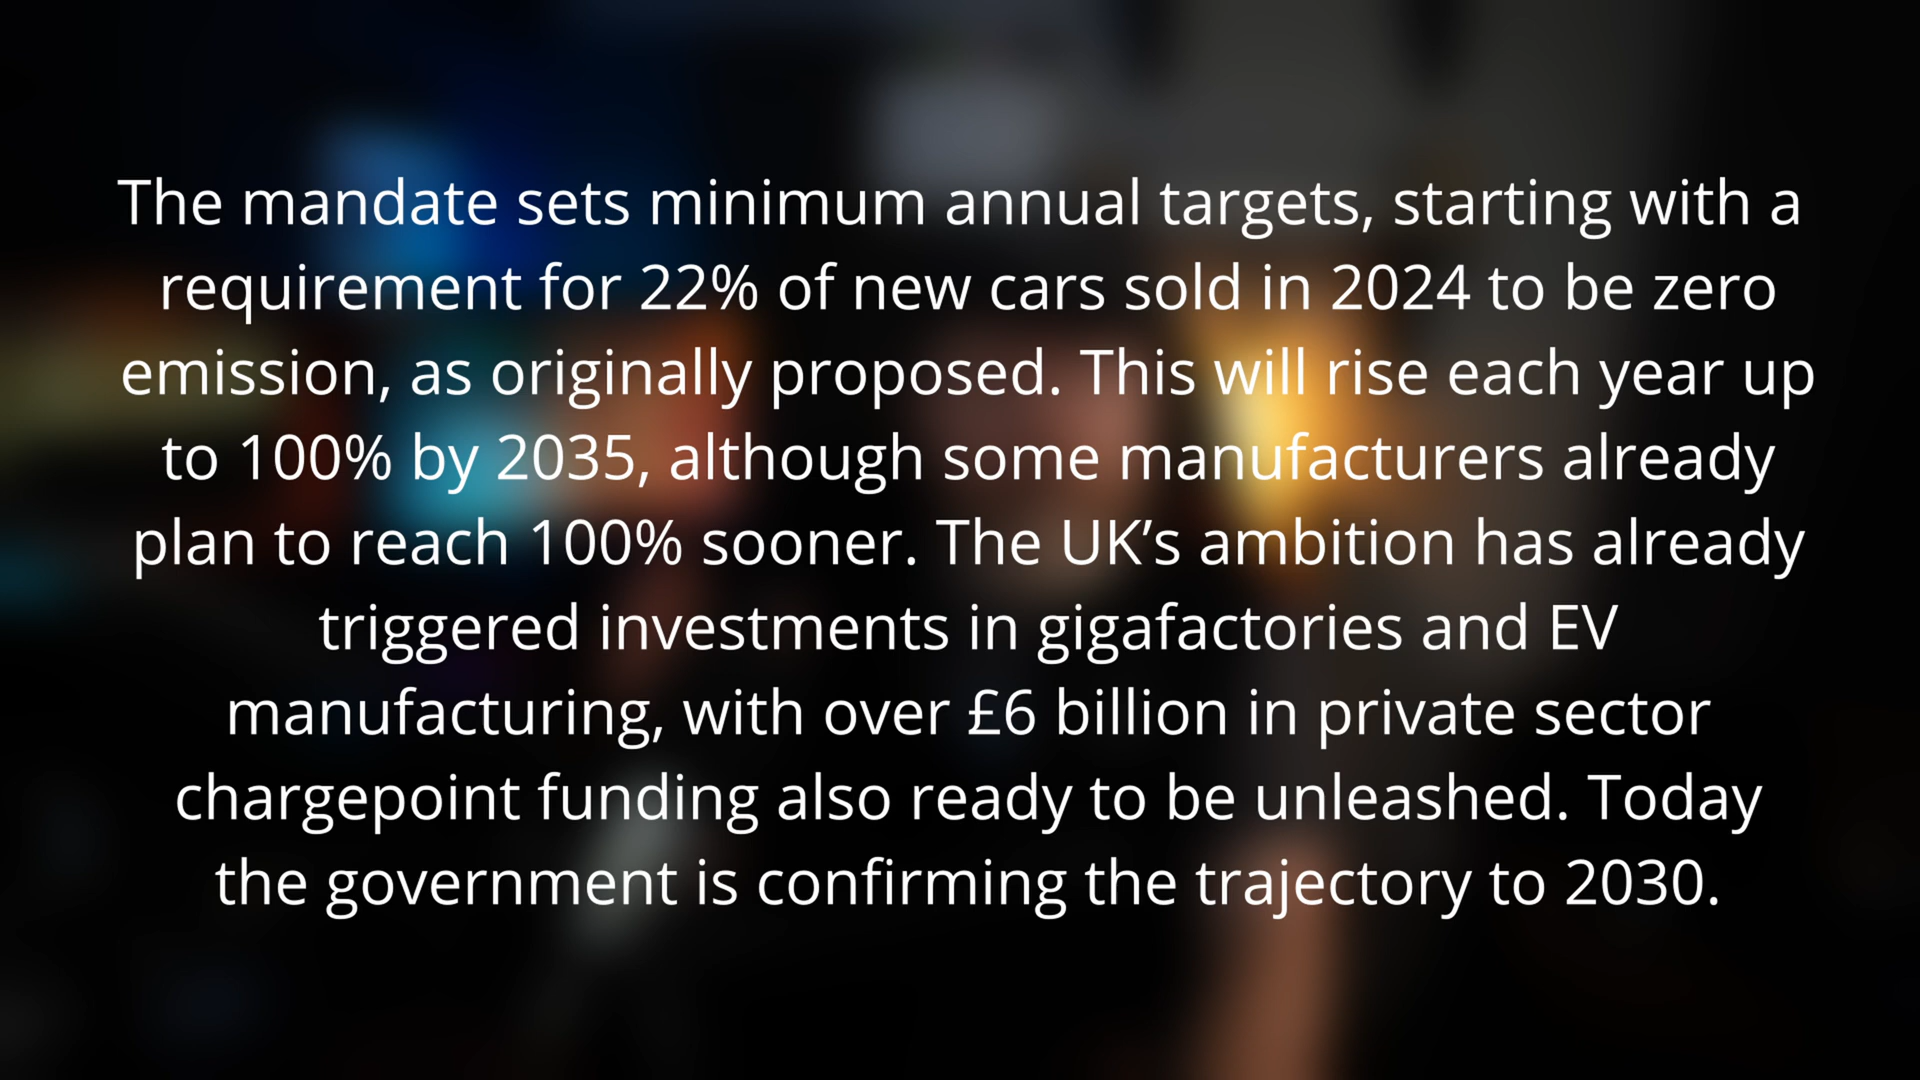 The mandate sets minimum annual targets, starting with a
requirement for 22% of new cars sold in 2024 to be zero
emission, as originally proposed. This will rise each year up
to 100% by 2035, although some manufacturers already
plan to reach 100% sooner. The UK’s ambition has already
triggered investments in gigafactories and EV
manufacturing, with over £6 billion in private sector
chargepoint funding also ready to be unleashed. Today
the government is confirming the trajectory to 2030.